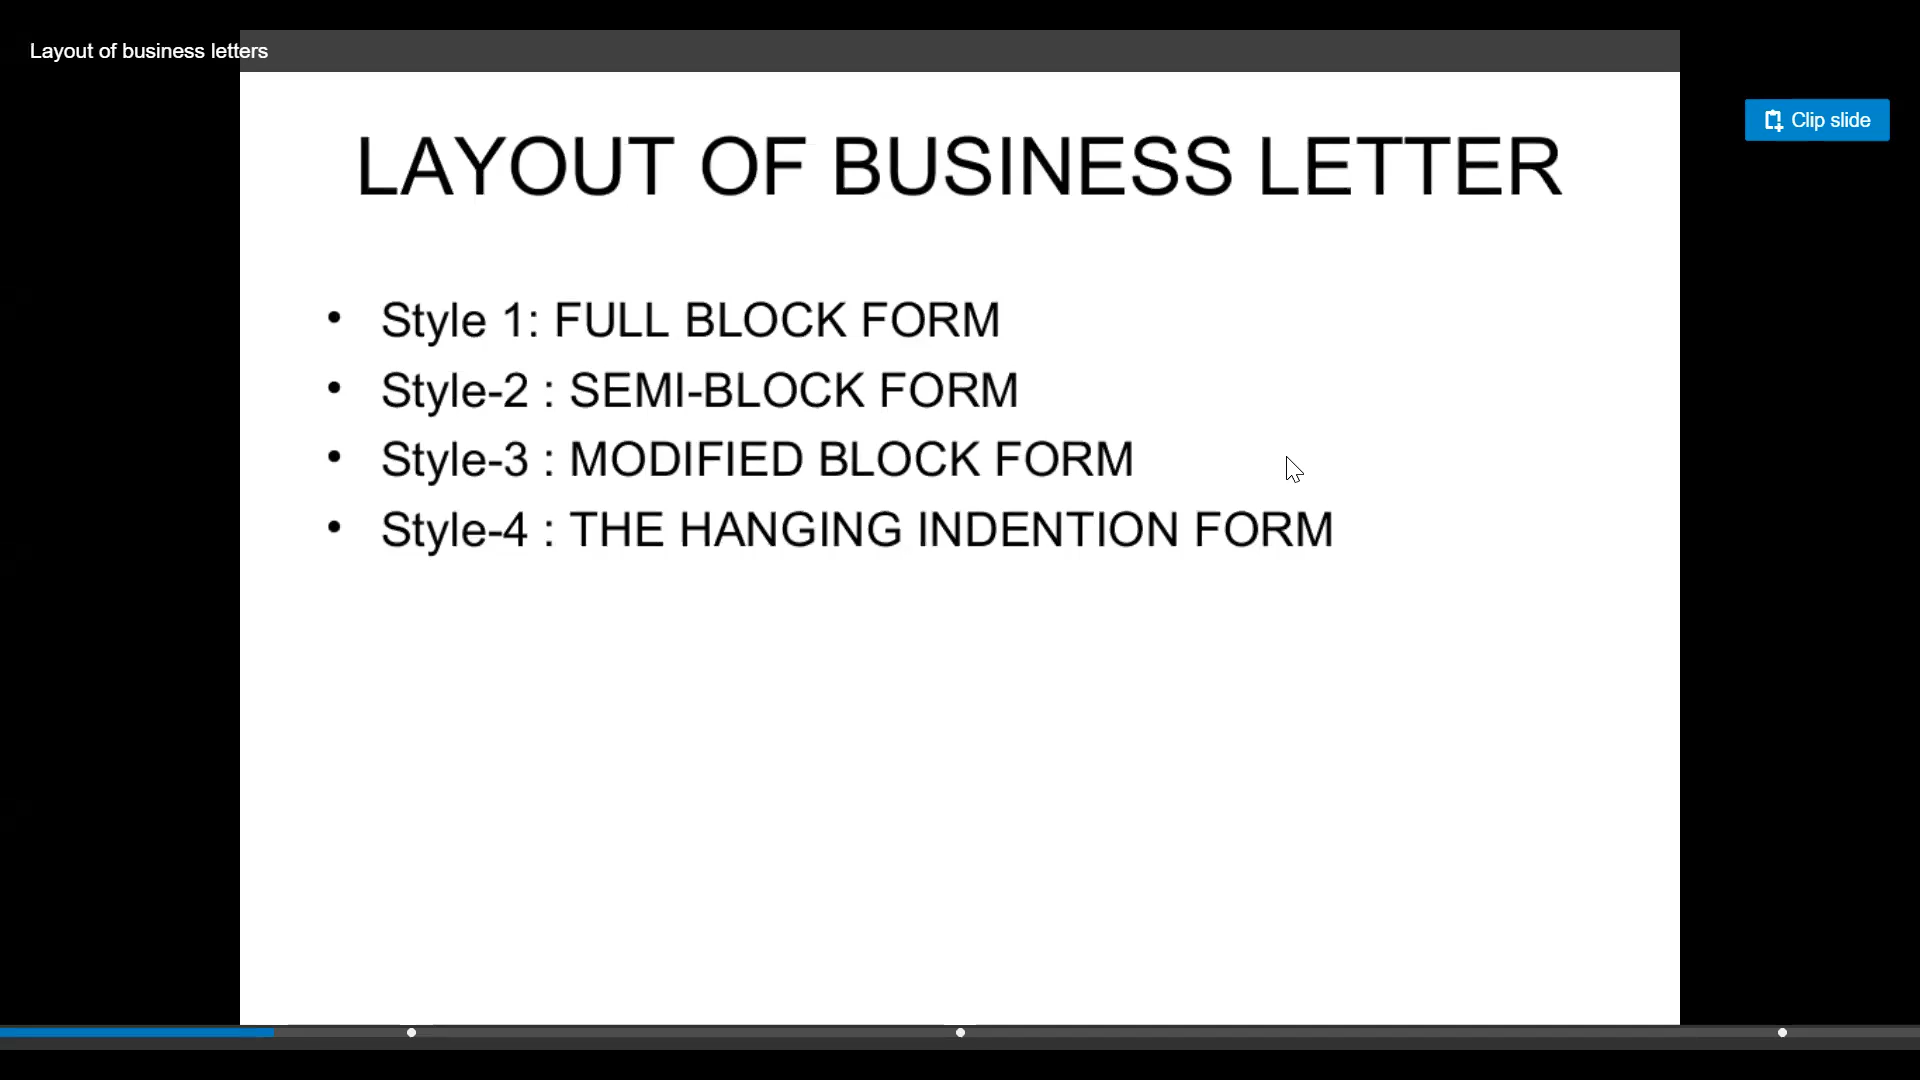 Layout of business letters
Clip slide
LAYOUT OF BUSINESS LETTER
• Style 1: FULL BLOCK FORM
• Style-2 : SEMI-BLOCK FORM
• Style-3 : MODIFIED BLOCK FORM
• Style-4 : THE HANGING INDENTION FORM